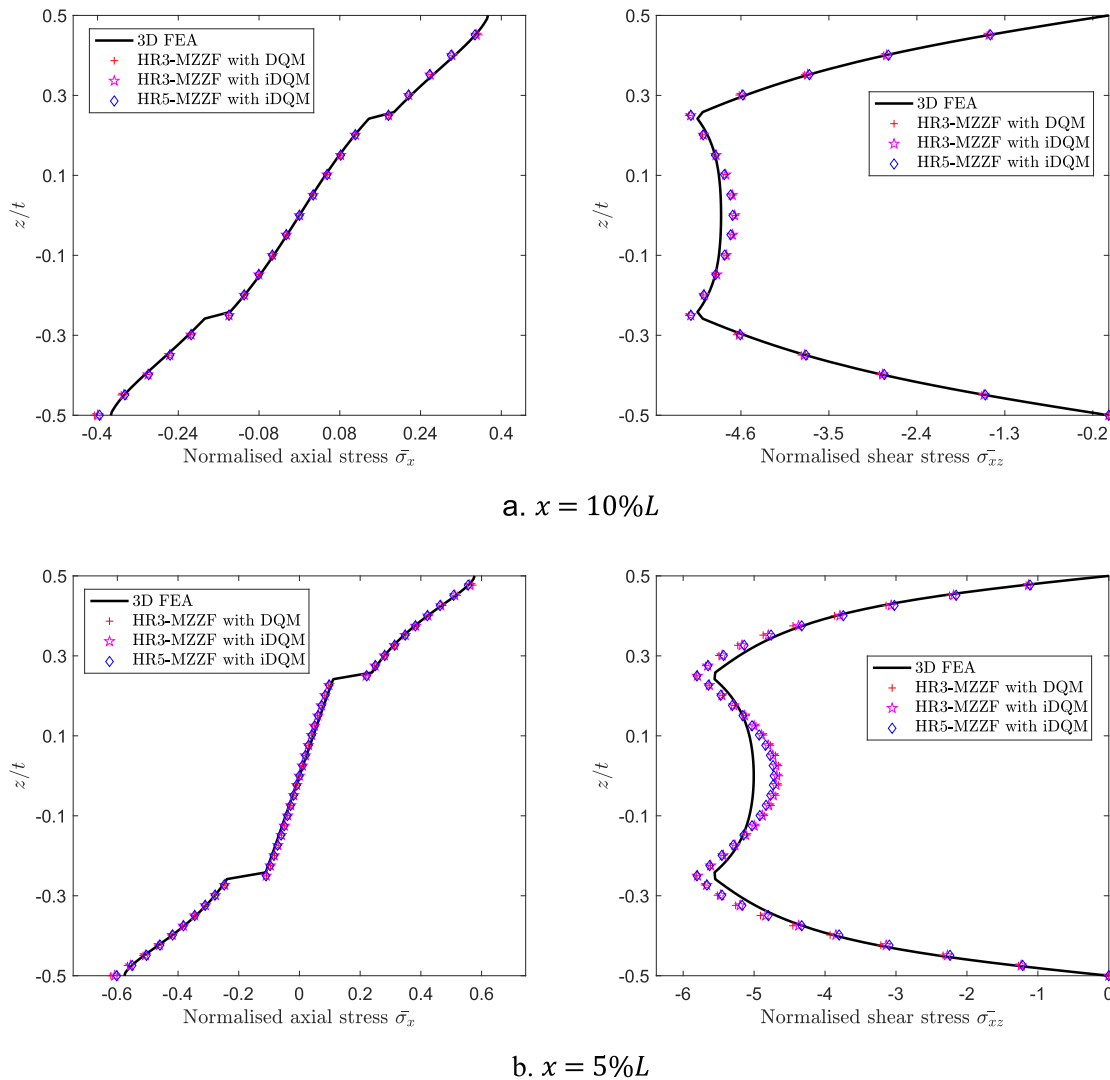 0.5
0.3
0.1
-0.1
-0.3
-0.5
z/t
3D FEA
HR3-MZZF with DQM
HR3-MZZF with iDQM
HR5-MZZF with iDQM
-0.4 -0.24 -0.08 0.08 0.24 0.4
Normalised axial stress σ̄_x
0.5
0.3
0.1
-0.1
-0.3
-0.5
z/t
3D FEA
HR3-MZZF with DQM
HR3-MZZF with iDQM
HR5-MZZF with iDQM
-4.6 -3.5 -2.4 -1.3 -0.2
Normalised shear stress σ̄_xz
a. x = 10%L
0.5
0.3
0.1
-0.1
-0.3
-0.5
z/t
3D FEA
HR3-MZZF with DQM
HR3-MZZF with iDQM
HR5-MZZF with iDQM
-0.6 -0.4 -0.2 0 0.2 0.4 0.6
Normalised axial stress σ̄_x
0.5
0.3
0.1
-0.1
-0.3
-0.5
z/t
3D FEA
HR3-MZZF with DQM
HR3-MZZF with iDQM
HR5-MZZF with iDQM
-6 -5 -4 -3 -2 -1 0
Normalised shear stress σ̄_xz
b. x = 5%L